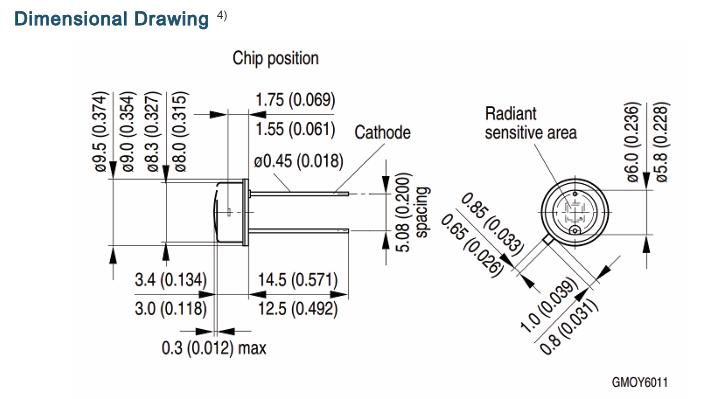 Dimensional Drawing 4)
Chip position
ø9.5 (0.374)
ø9.0 (0.354)
ø8.3 (0.327)
ø8.0 (0.315)
1.75 (0.069)
1.55 (0.061)
Cathode
ø0.45 (0.018)
5.08 (0.200)
spacing
3.4 (0.134)
3.0 (0.118)
14.5 (0.571)
12.5 (0.492)
0.3 (0.012) max
Radiant
sensitive area
ø6.0 (0.236)
ø5.8 (0.228)
0.85 (0.033)
0.65 (0.026)
1.0 (0.039)
0.8 (0.031)
GMOY6011